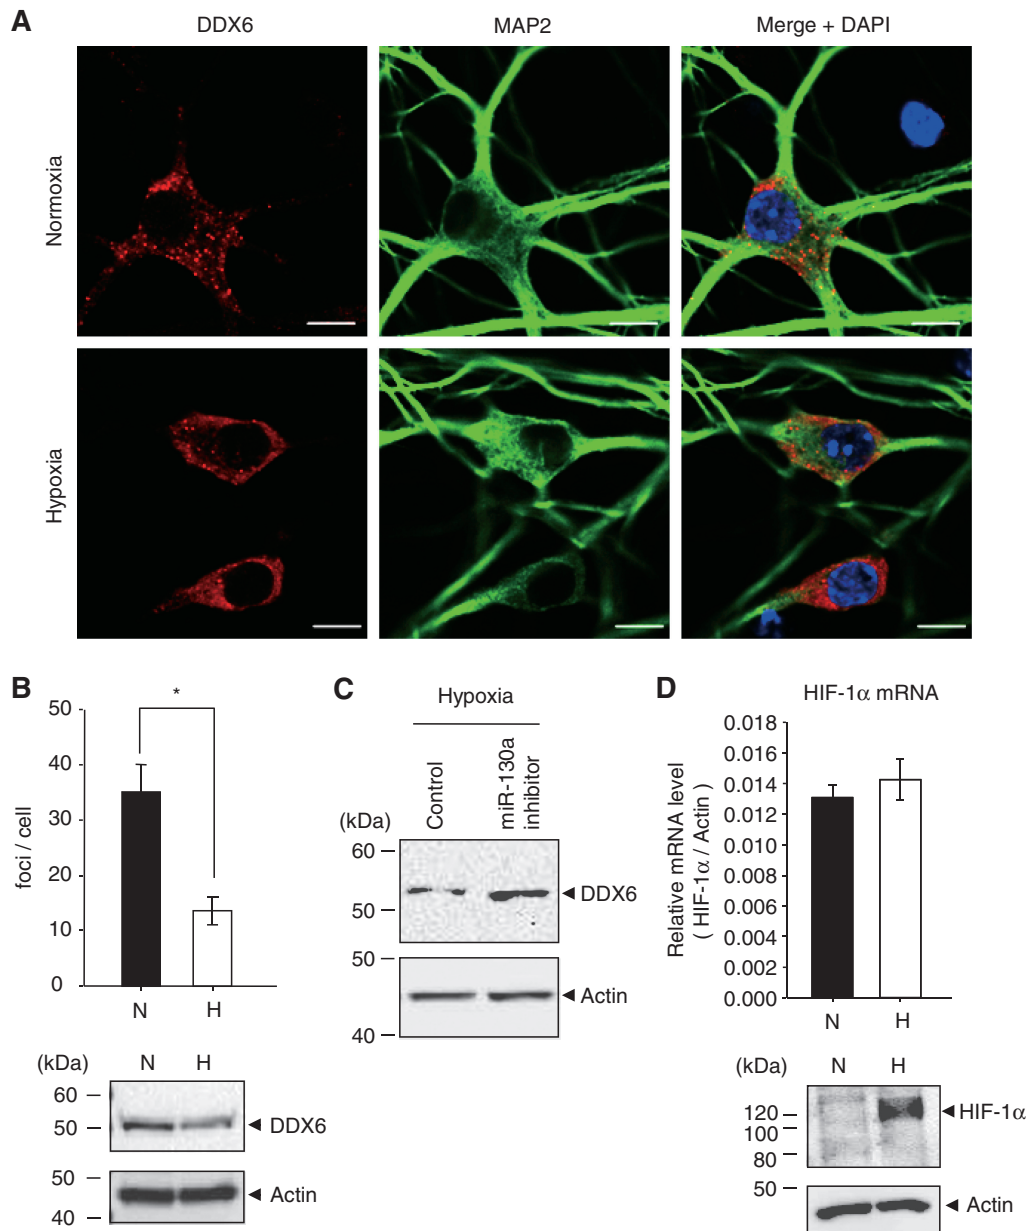 A
DDX6
MAP2
Merge + DAPI
Normoxia
Hypoxia
B
foci / cell
50
40
30
20
10
0
*
N
H
(kDa)
N
H
60
50
DDX6
50
40
Actin
C
Hypoxia
Control
miR-130a
inhibitor
(kDa)
60
50
DDX6
Actin
40
D
HIF-1α mRNA
Relative mRNA level
( HIF-1α / Actin )
0.018
0.016
0.014
0.012
0.010
0.008
0.006
0.004
0.002
0.000
N
H
(kDa)
N
H
120
100
80
HIF-1α
50
Actin